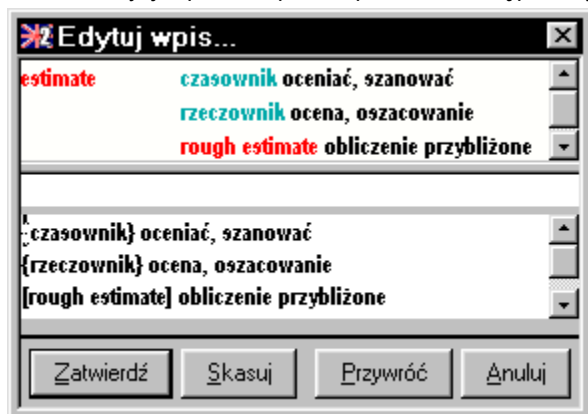 Edytuj wpis...
estimate czasownik oceniać, szanować
rzeczownik ocena, oszacowanie
rough estimate obliczenie przybliżone
czasownik} oceniać, szanować
{rzeczownik} ocena, oszacowanie
[rough estimate] obliczenie przybliżone
Zatwierdź Skasuj Przywróć Anuluj